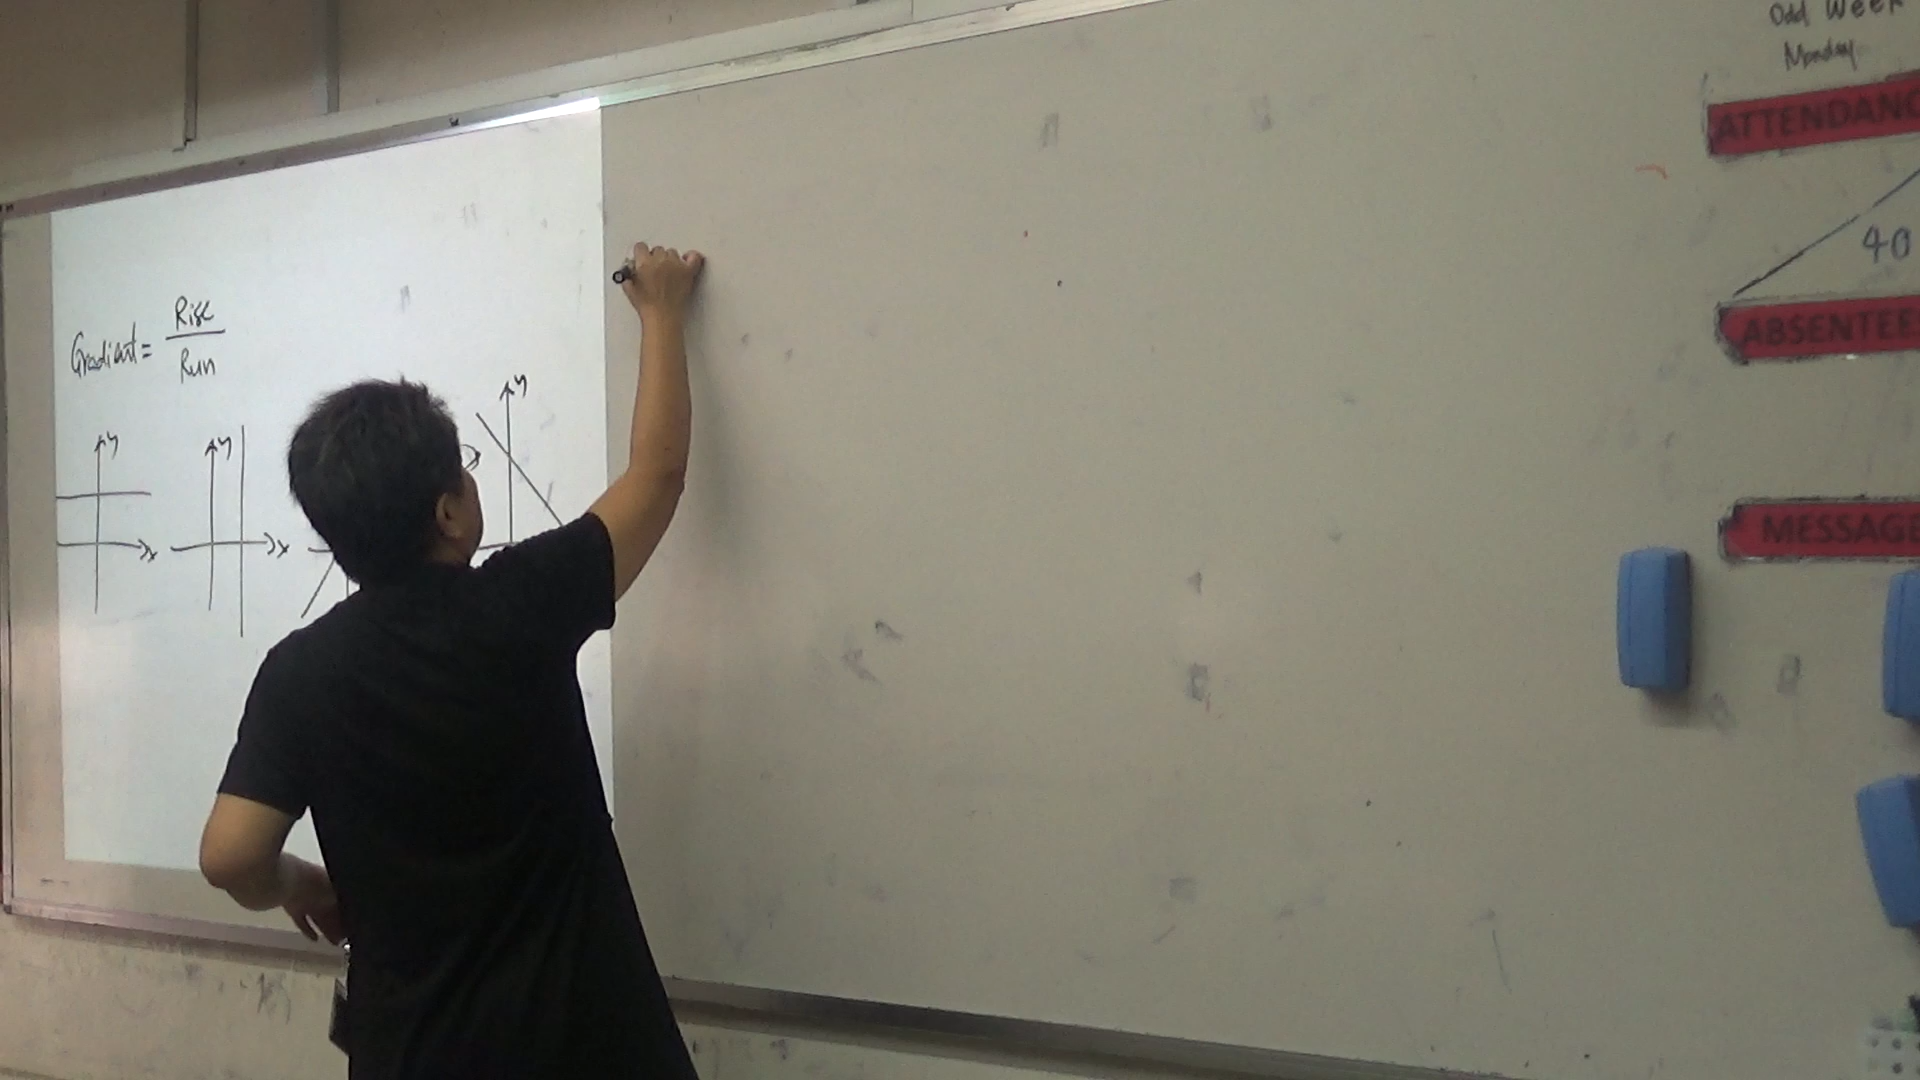 Gradient = Rise
Run
y
x
y
x
y
Odd Week
Monday
ATTENDANC
40
ABSENTEE
MESSAGE